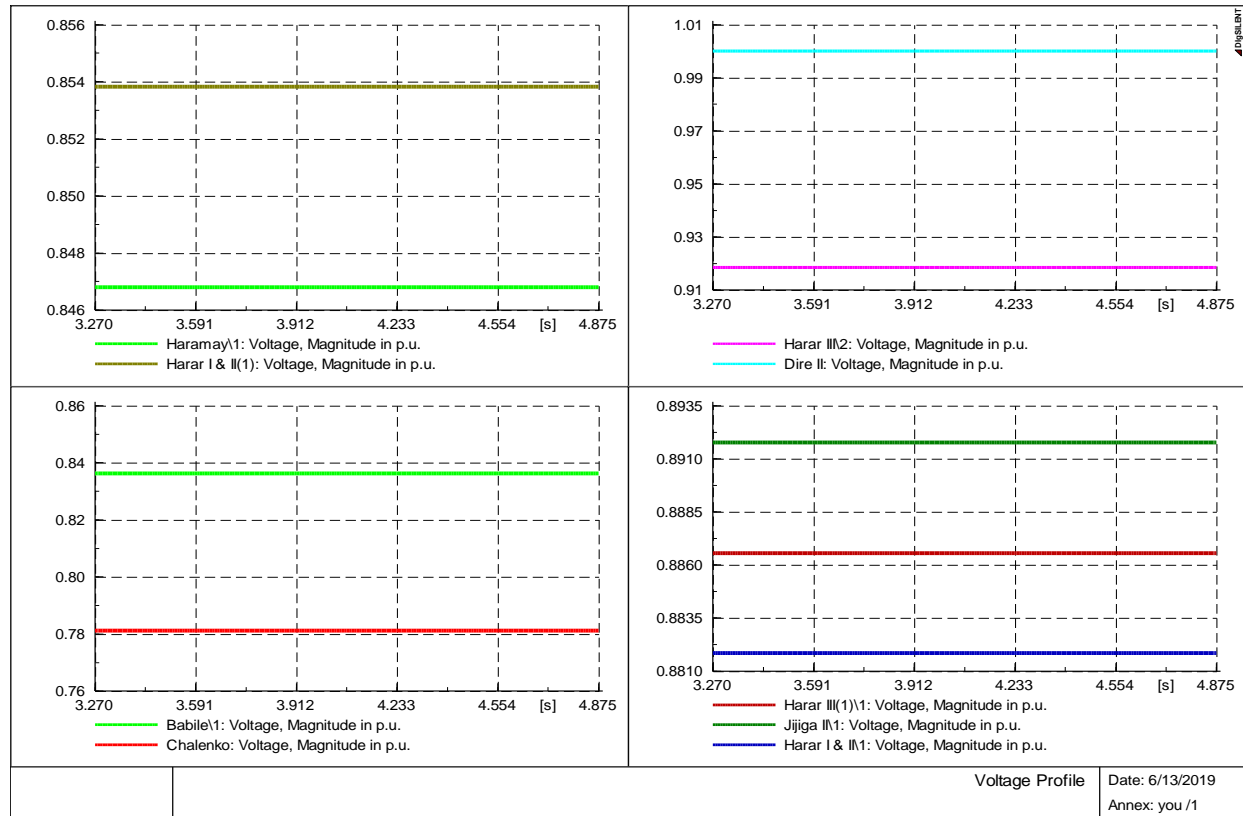 0.856
0.854
0.852
0.850
0.848
0.846
3.270 3.591 3.912 4.233 4.554 [s] 4.875
Haramay\1: Voltage, Magnitude in p.u.
Harar I & II(1): Voltage, Magnitude in p.u.
1.01
0.99
0.97
0.95
0.93
0.91
3.270 3.591 3.912 4.233 4.554 [s] 4.875
Harar III\2: Voltage, Magnitude in p.u.
Dire II: Voltage, Magnitude in p.u.
DIgSILENT
0.86
0.84
0.82
0.80
0.78
0.76
3.270 3.591 3.912 4.233 4.554 [s] 4.875
Babile\1: Voltage, Magnitude in p.u.
Chalenko: Voltage, Magnitude in p.u.
0.8935
0.8910
0.8885
0.8860
0.8835
0.8810
3.270 3.591 3.912 4.233 4.554 [s] 4.875
Harar III(1)\1: Voltage, Magnitude in p.u.
Jijiga II\1: Voltage, Magnitude in p.u.
Harar I & II\1: Voltage, Magnitude in p.u.
Voltage Profile
Date: 6/13/2019
Annex: you /1